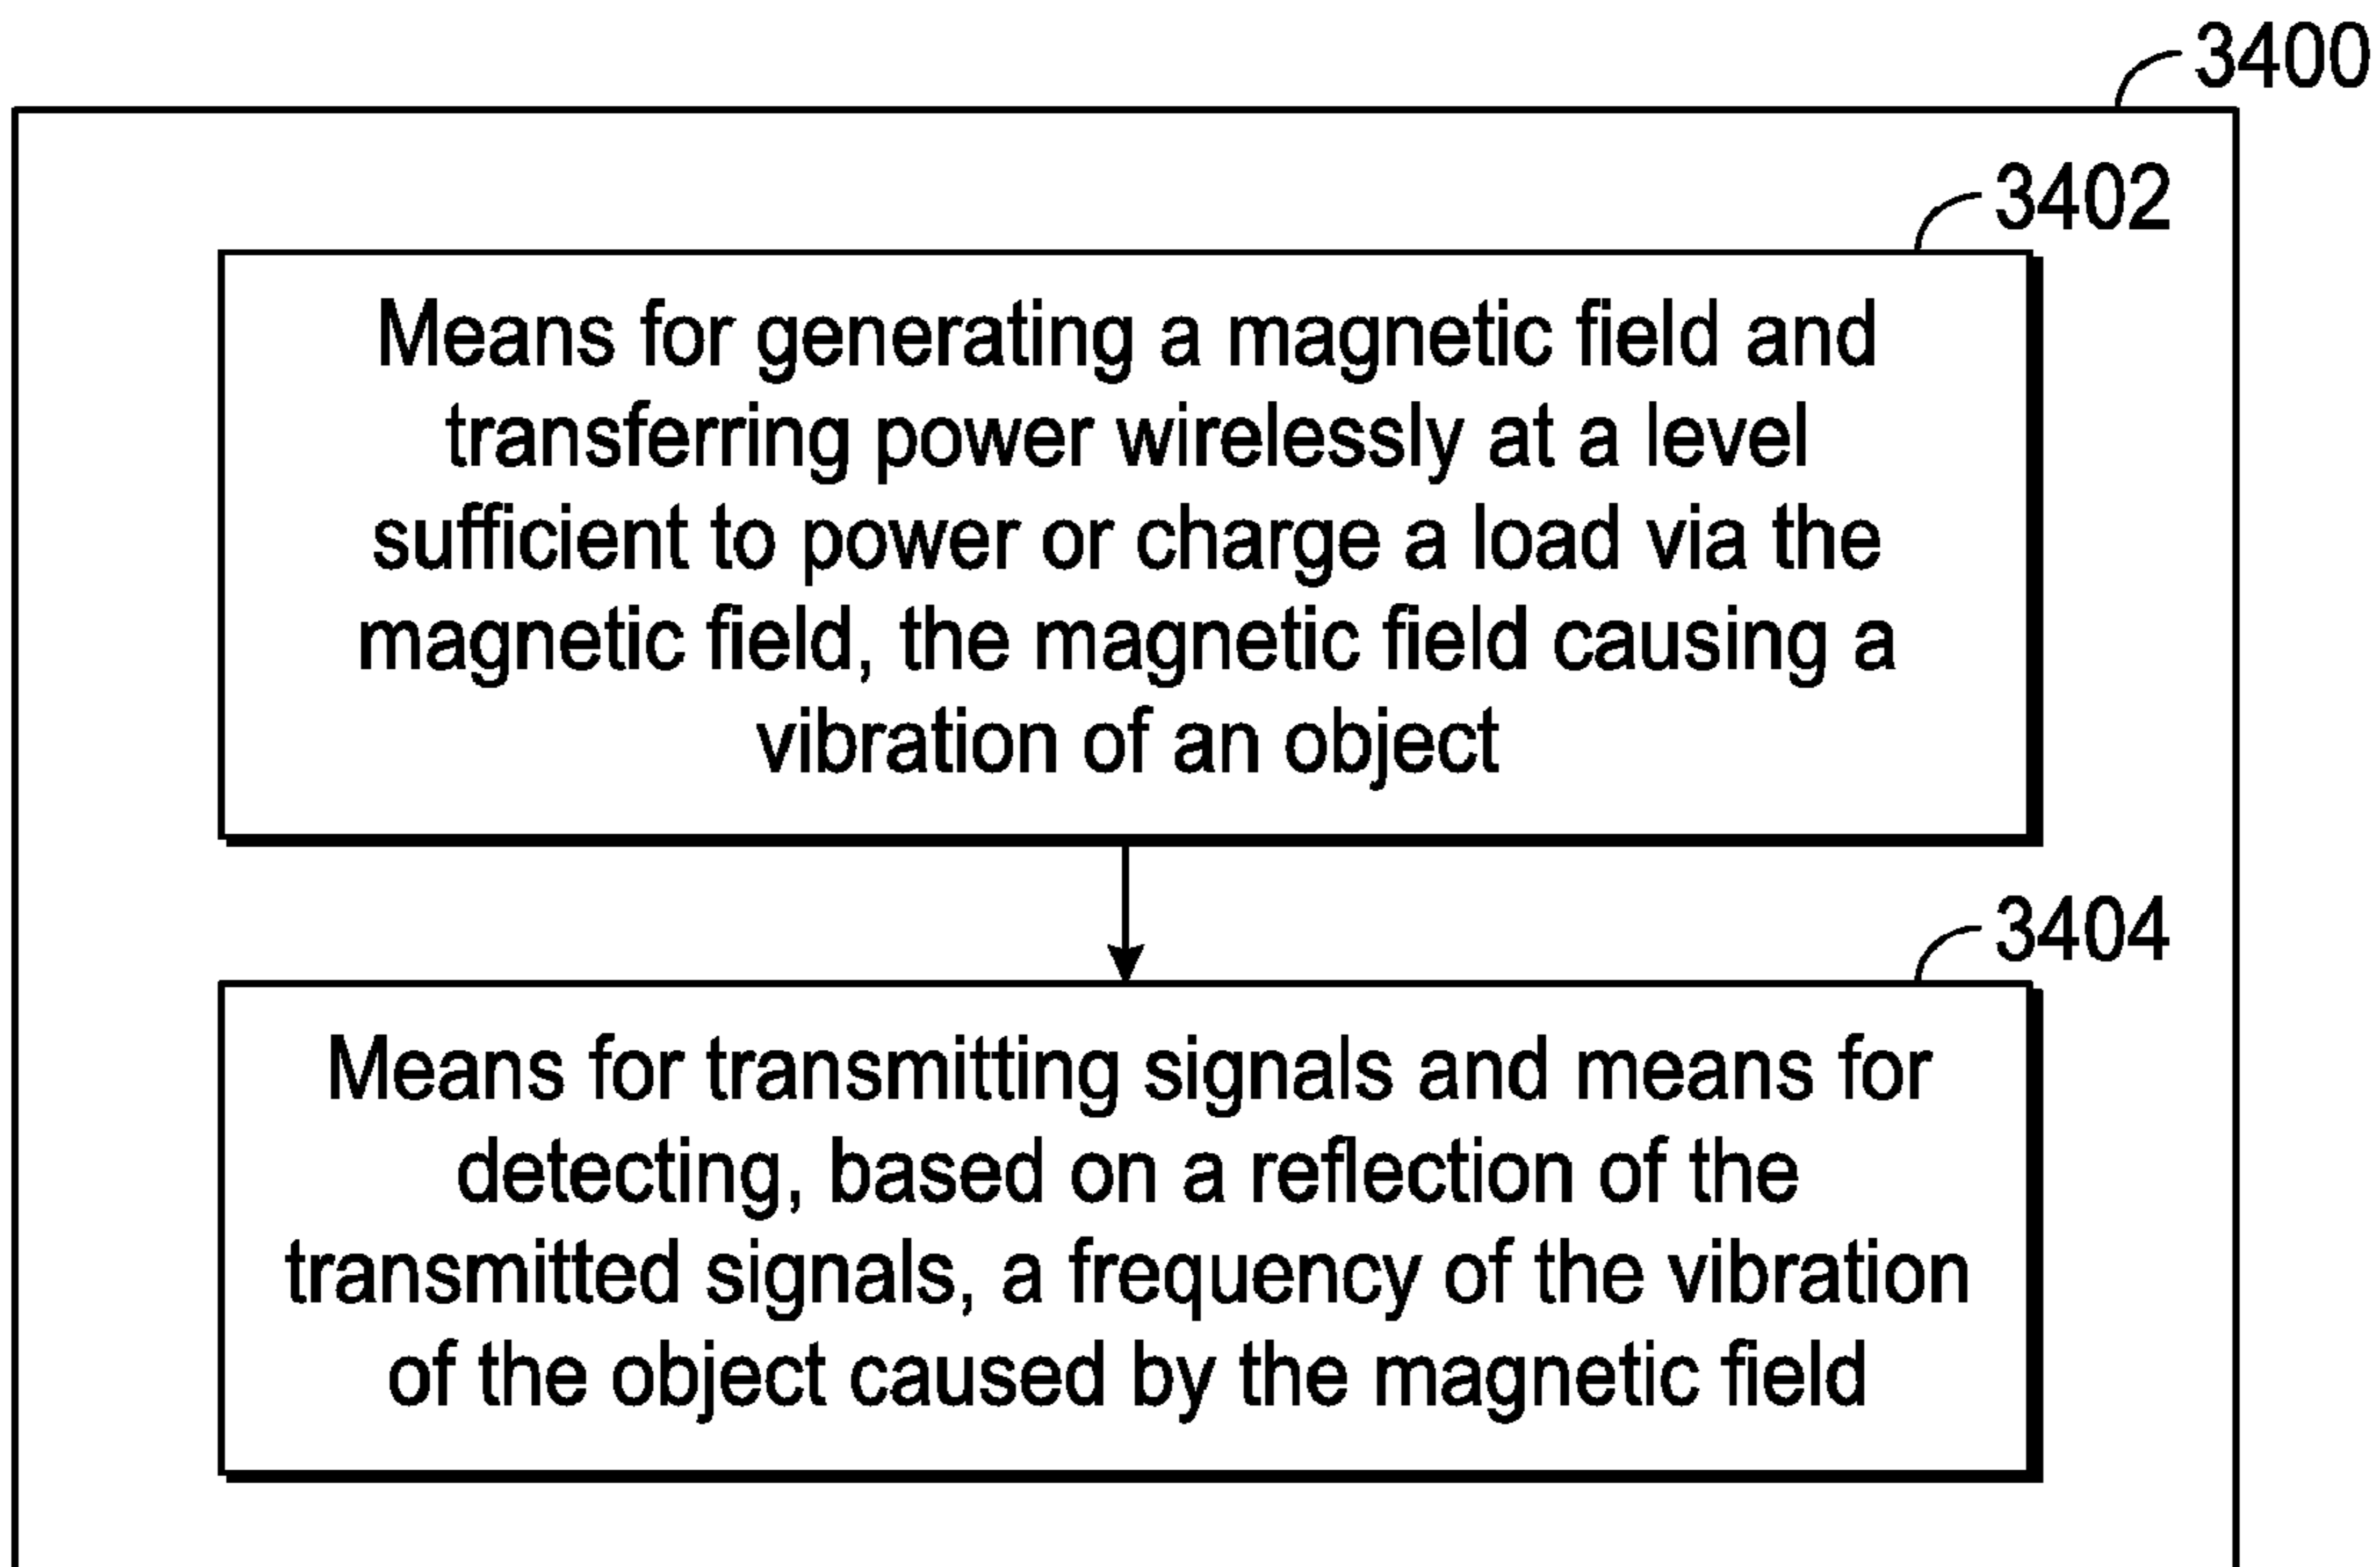 3400
3402
Means for generating a magnetic field and
transferring power wirelessly at a level
sufficient to power or charge a load via the
magnetic field, the magnetic field causing a
vibration of an object
3404
Means for transmitting signals and means for
detecting, based on a reflection of the
transmitted signals, a frequency of the vibration
of the object caused by the magnetic field